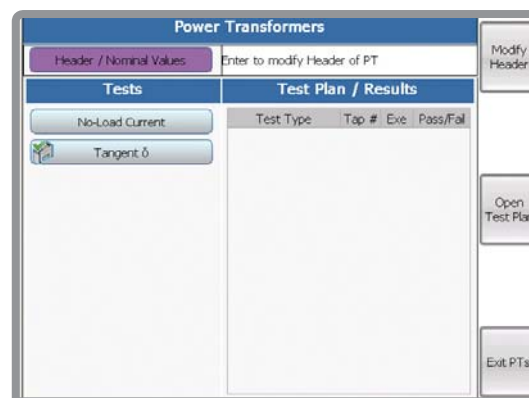 Power Transformers
Header / Nominal Values
Enter to modify Header of PT
Modify
Header
Tests
Test Plan / Results
No-Load Current
Tangent δ
Test Type Tap # Exe Pass/Fail
Open
Test Plan
Exit PTs